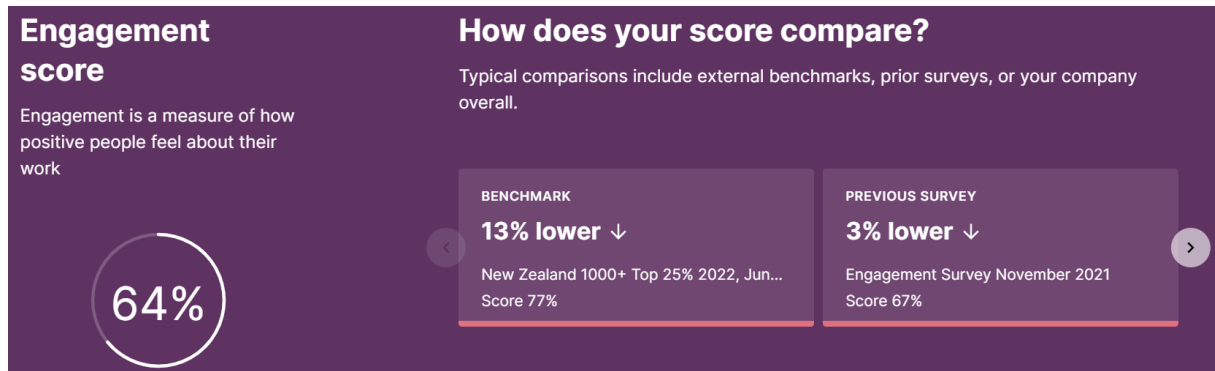 Engagement
score
Engagement is a measure of how
positive people feel about their
work
64%
How does your score compare?
Typical comparisons include external benchmarks, prior surveys, or your company
overall.
BENCHMARK
13% lower ↓
New Zealand 1000+ Top 25% 2022, Jun...
Score 77%
PREVIOUS SURVEY
3% lower ↓
Engagement Survey November 2021
Score 67%